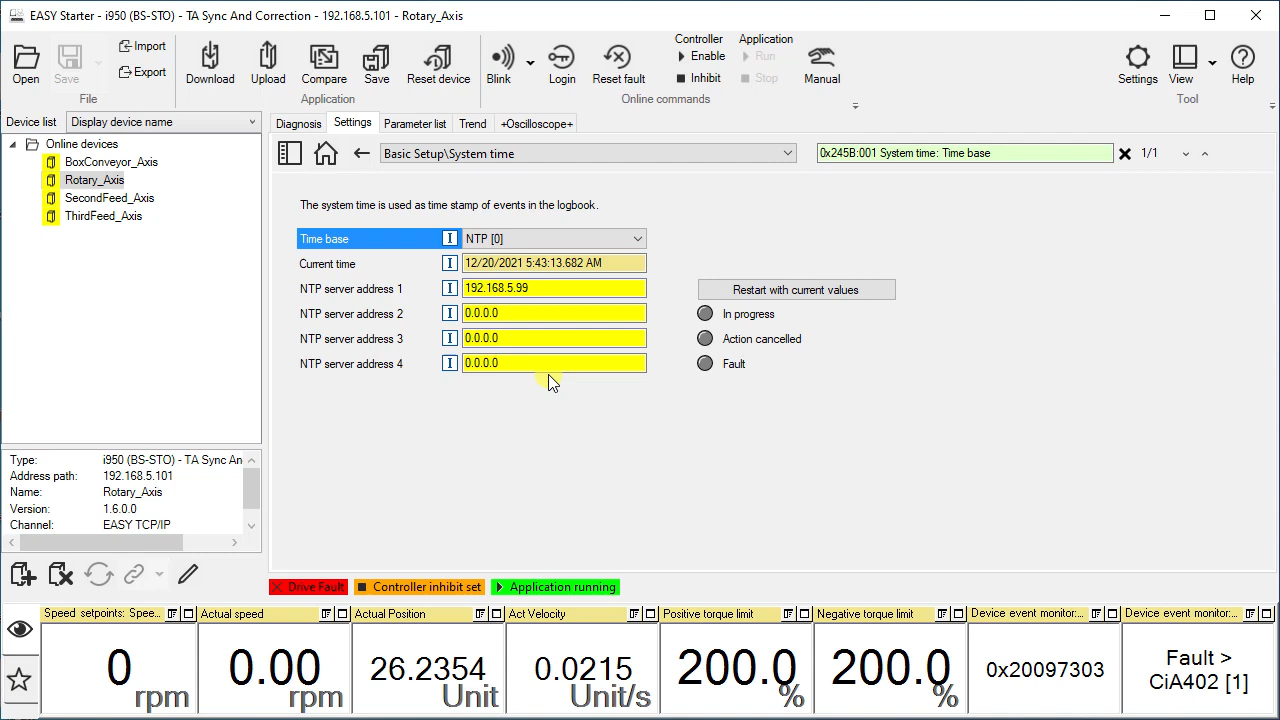 EASY Starter - i950 (BS-STO) - TA Sync And Correction - 192.168.5.101 - Rotary_Axis
Open
Save
Import
Export
File
Download
Upload
Compare
Save
Reset device
Application
Blink
Login
Reset fault
Controller
Enable
Inhibit
Application
Run
Stop
Manual
Online commands
Settings
View
Help
Tool
Device list
Display device name
Online devices
BoxConveyor_Axis
Rotary_Axis
SecondFeed_Axis
ThirdFeed_Axis
Type: i950 (BS-STO) - TA Sync An
Address path: 192.168.5.101
Name: Rotary_Axis
Version: 1.6.0.0
Channel: EASY TCP/IP
Diagnosis
Settings
Parameter list
Trend
+Oscilloscope+
Basic Setup\System time
0x245B:001 System time: Time base
1/1
The system time is used as time stamp of events in the logbook.
Time base I NTP [0]
Current time I 12/20/2021 5:43:13.682 AM
NTP server address 1 I 192.168.5.99
NTP server address 2 I 0.0.0.0
NTP server address 3 I 0.0.0.0
NTP server address 4 I 0.0.0.0
Restart with current values
In progress
Action cancelled
Fault
Drive Fault
Controller inhibit set
Application running
Speed setpoints: Spee...
0
rpm
Actual speed
0.00
rpm
Actual Position
26.2354
Unit
Act Velocity
0.0215
Unit/s
Positive torque limit
200.0
%
Negative torque limit
200.0
%
Device event monitor:...
0x20097303
Device event monitor:...
Fault >
CiA402 [1]